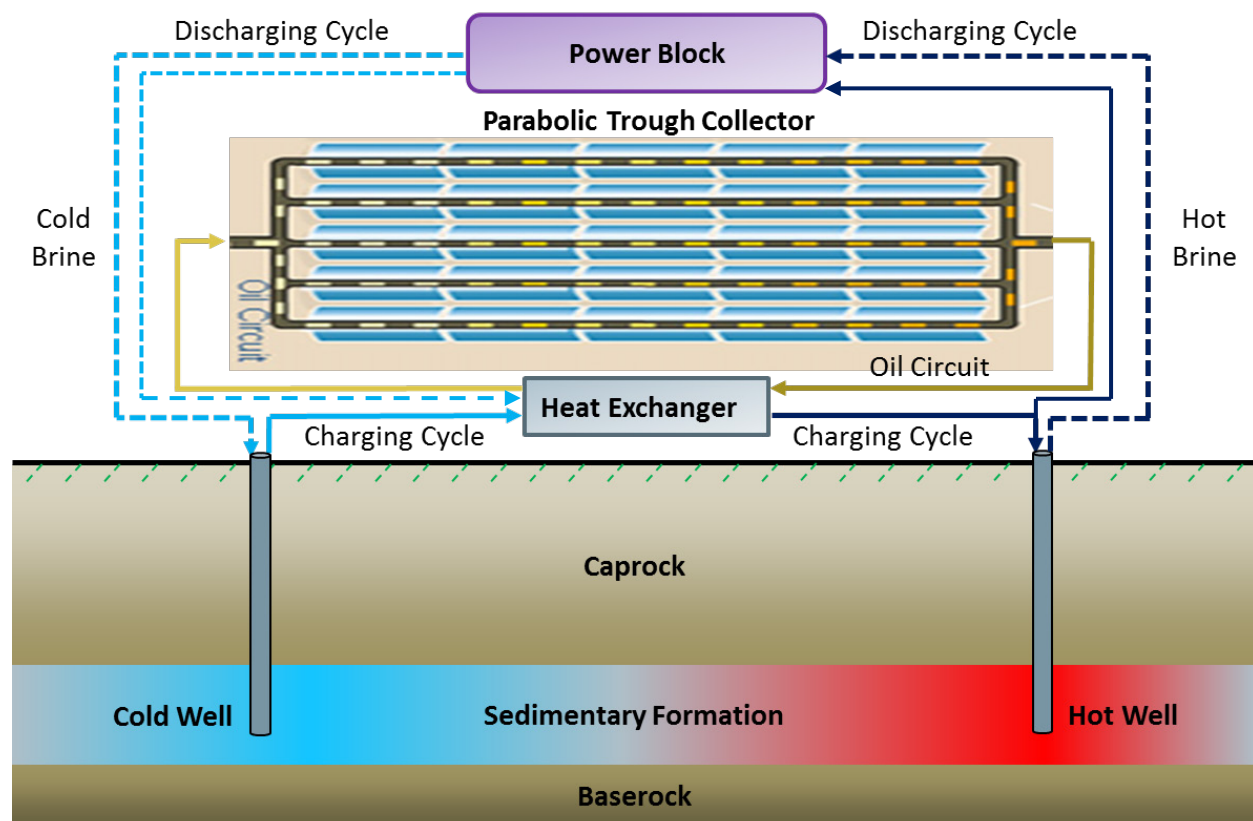 Discharging Cycle
Power Block
Discharging Cycle
Parabolic Trough Collector
Cold
Brine
Hot
Brine
Oil Circuit
Oil Circuit
Heat Exchanger
Charging Cycle
Charging Cycle
Caprock
Cold Well
Sedimentary Formation
Hot Well
Baserock